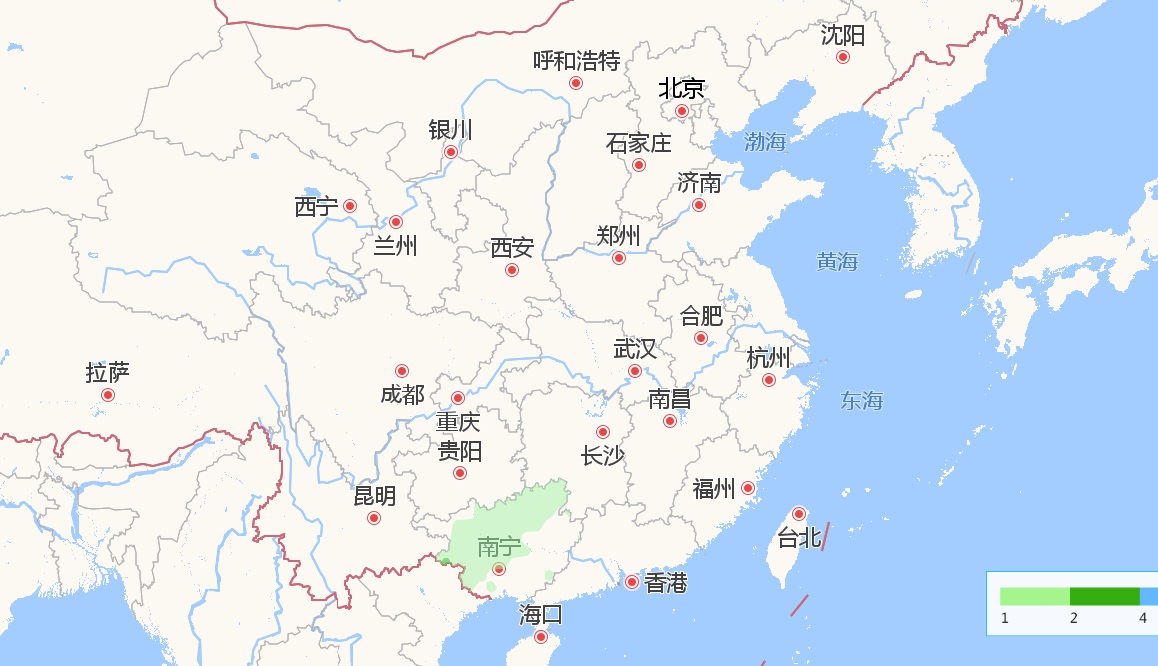 沈阳
呼和浩特
北京
银川
石家庄
渤海
济南
西宁
兰州
西安
郑州
黄海
合肥
武汉
杭州
拉萨
成都
南昌
东海
重庆
贵阳
长沙
福州
昆明
台北
南宁
香港
海口
1 2 4